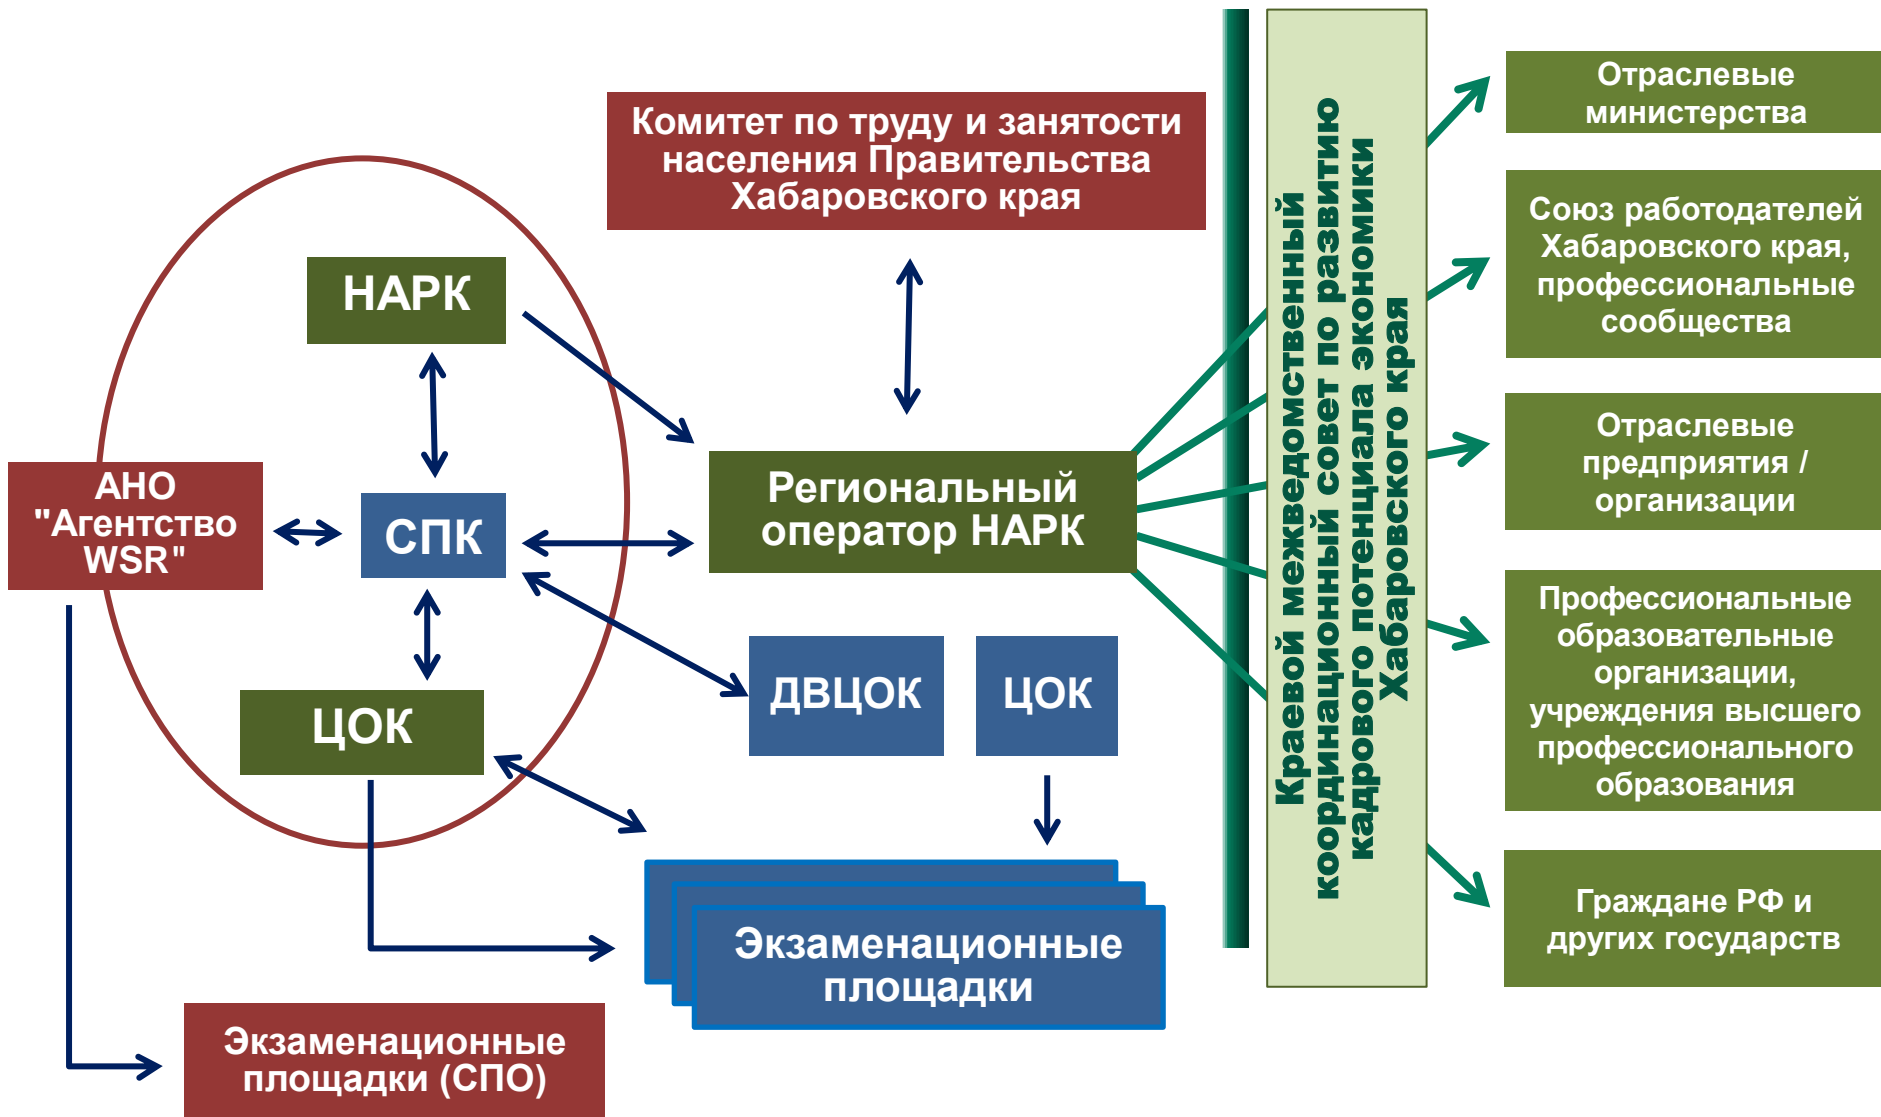 Комитет по труду и занятости
населения Правительства
Хабаровского края
НАРК
АНО
"Агентство
WSR"
СПК
Региональный
оператор НАРК
ЦОК
ДВЦОК
ЦОК
Экзаменационные
площадки
Экзаменационные
площадки (СПО)
Краевой межведомственный
координационный совет по развитию
кадрового потенциала экономики
Хабаровского края
Отраслевые
министерства
Союз работодателей
Хабаровского края,
профессиональные
сообщества
Отраслевые
предприятия /
организации
Профессиональные
образовательные
организации,
учреждения высшего
профессионального
образования
Граждане РФ и
других государств